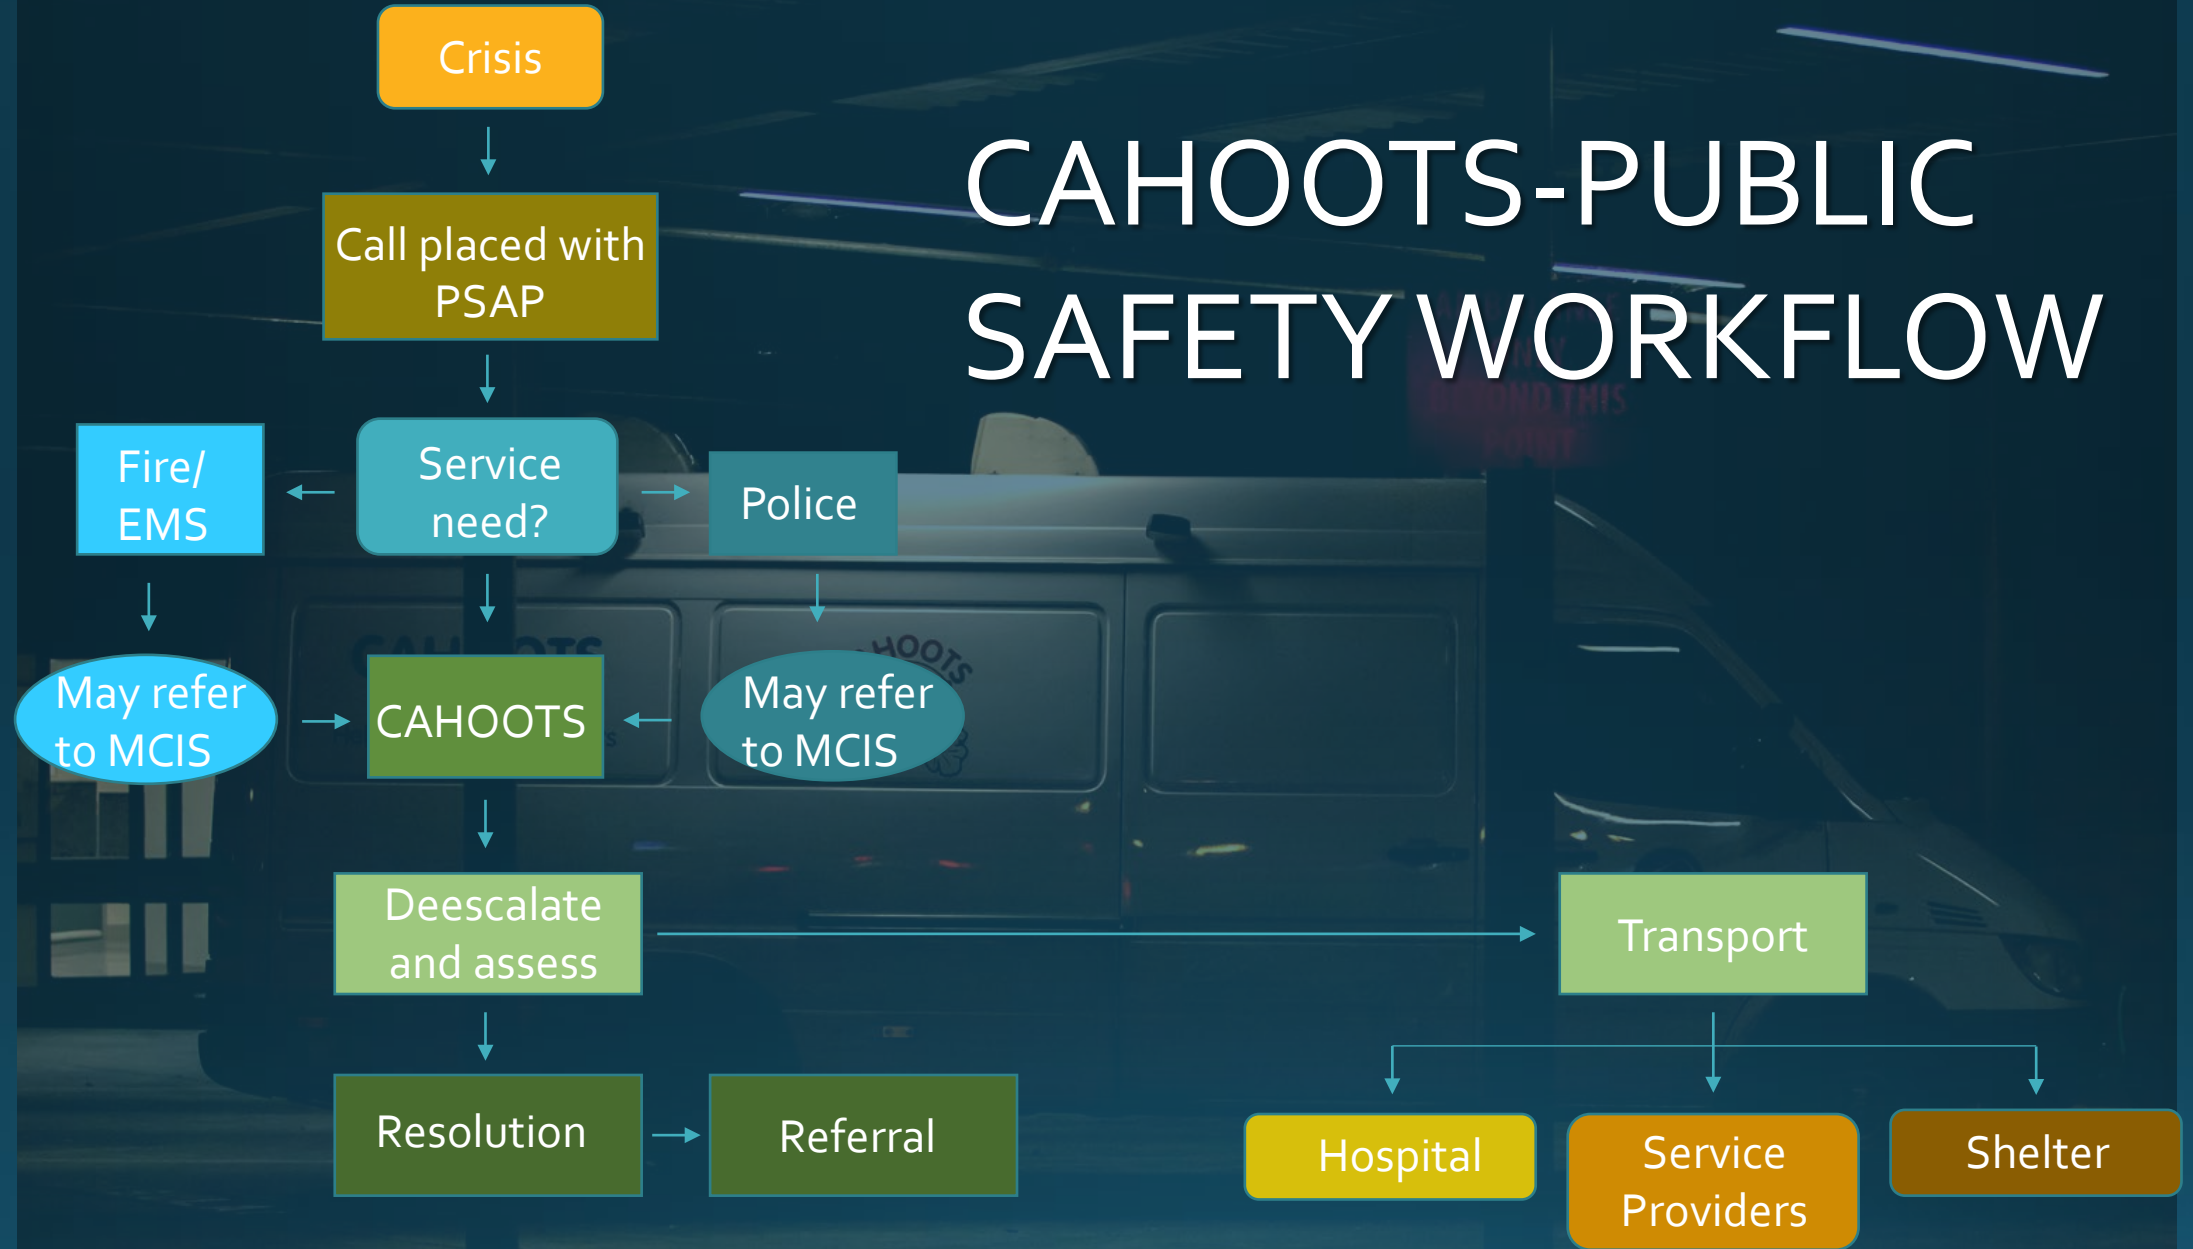 Crisis
CAHOOTS-PUBLIC
SAFETY WORKFLOW
Call placed with
PSAP
Fire/
EMS
Service
need?
Police
May refer
to MCIS
CAHOOTS
May refer
to MCIS
Deescalate
and assess
Transport
Resolution
Referral
Hospital
Service
Providers
Shelter